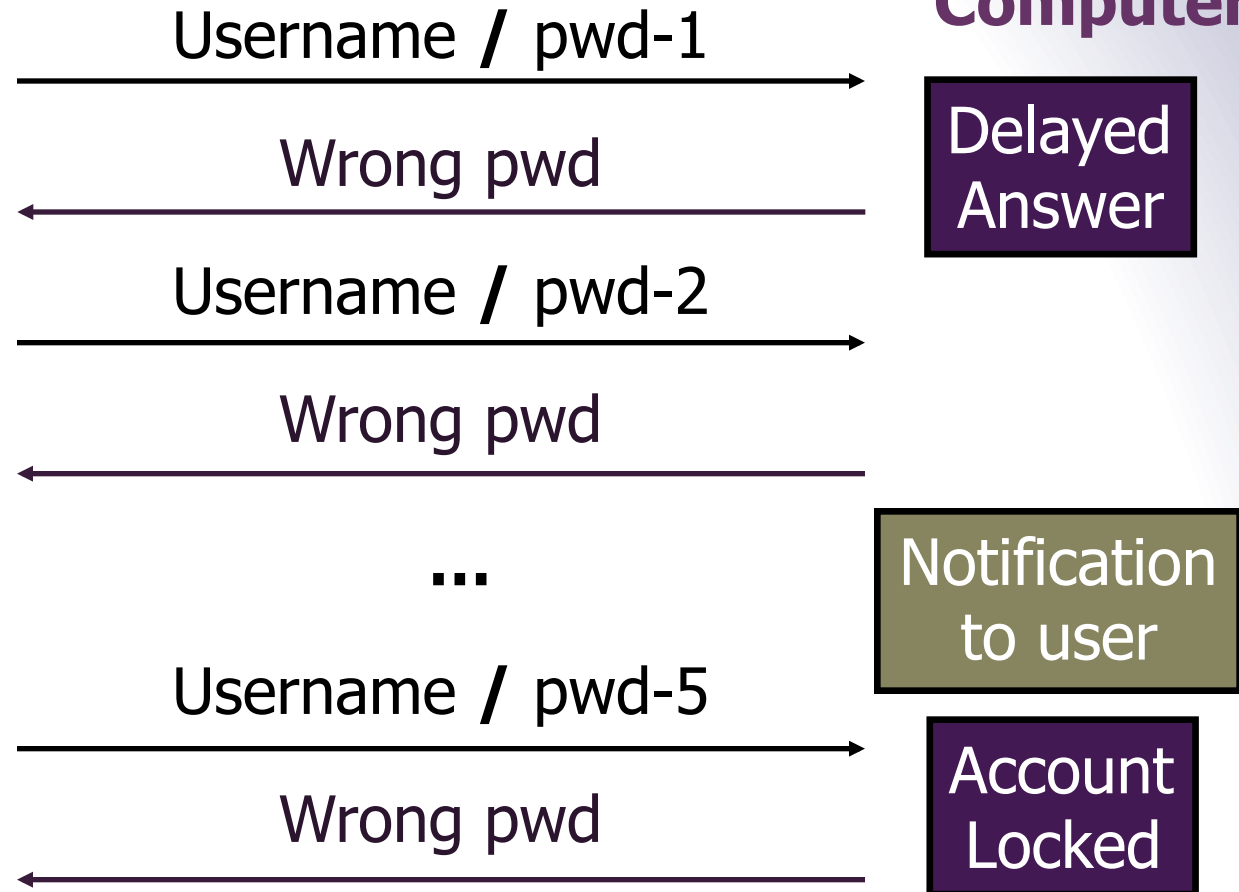 Computer
Username / pwd-1
Delayed
Answer
Wrong pwd
Username / pwd-2
Wrong pwd
...
Notification
to user
Username / pwd-5
Account
Locked
Wrong pwd